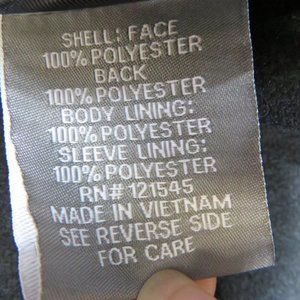 SHELL: FACE
100% POLYESTER
BACK
100% POLYESTER
BODY LINING:
100% POLYESTER
SLEEVE LINING:
100% POLYESTER
RN# 121545
MADE IN VIETNAM
SEE REVERSE SIDE
FOR CARE